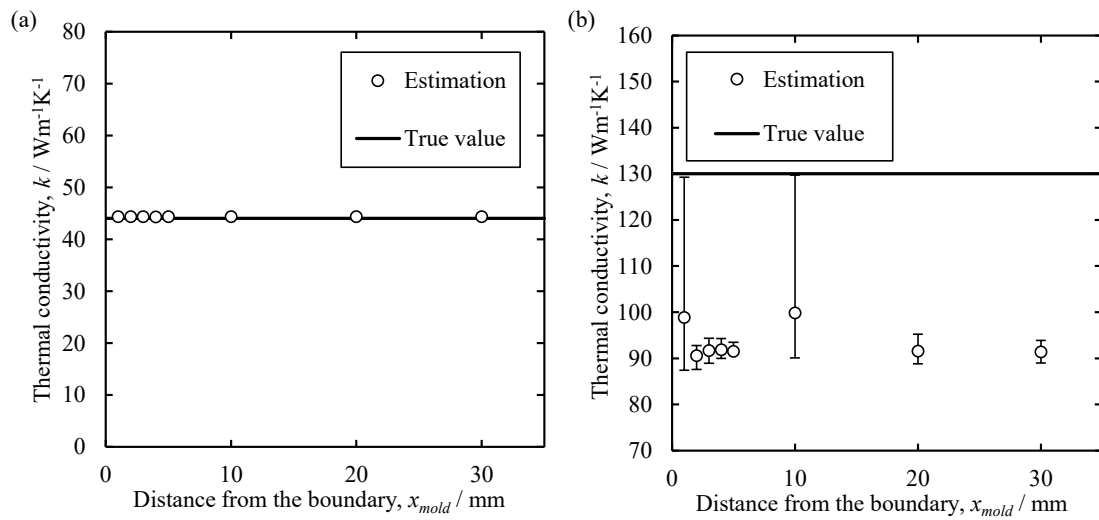 (a)
80
70
60
50
40
30
20
10
0
Thermal conductivity, k / Wm-1K-1
Estimation
True value
0 10 20 30
Distance from the boundary, xmold / mm
(b)
160
150
140
130
120
110
100
90
80
70
Thermal conductivity, k / Wm-1K-1
Estimation
True value
0 10 20 30
Distance from the boundary, xmold / mm